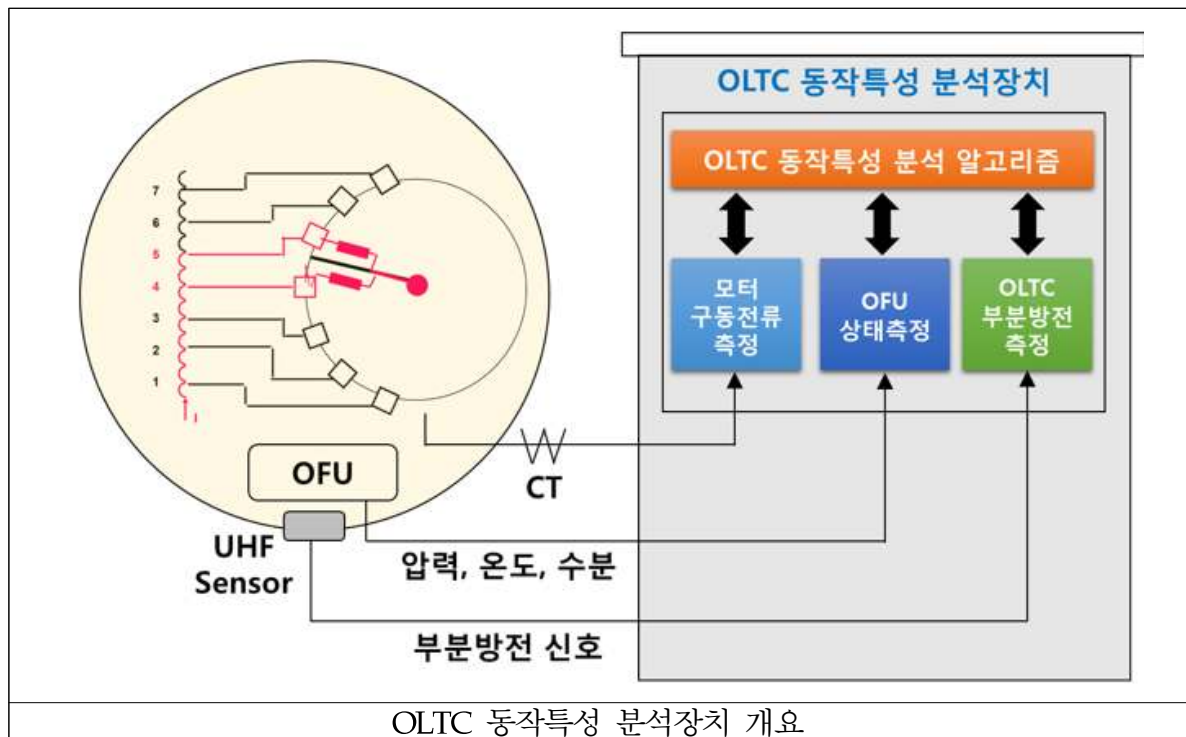 OLTC 동작특성 분석장치
OLTC 동작특성 분석 알고리즘
모터
구동전류
측정
OFU
상태측정
OLTC
부분방전
측정
7
6
5
4
3
2
1
I
OFU
CT
UHF
Sensor
압력, 온도, 수분
부분방전 신호
OLTC 동작특성 분석장치 개요